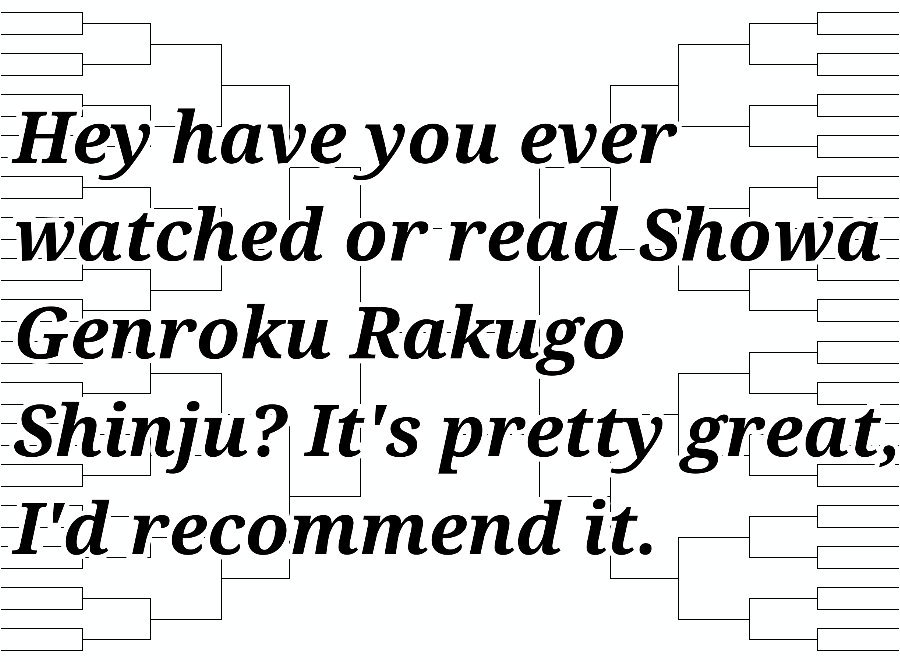 Hey have you ever
watched or read Showa
Genroku Rakugo
Shinju? It's pretty great,
I'd recommend it.